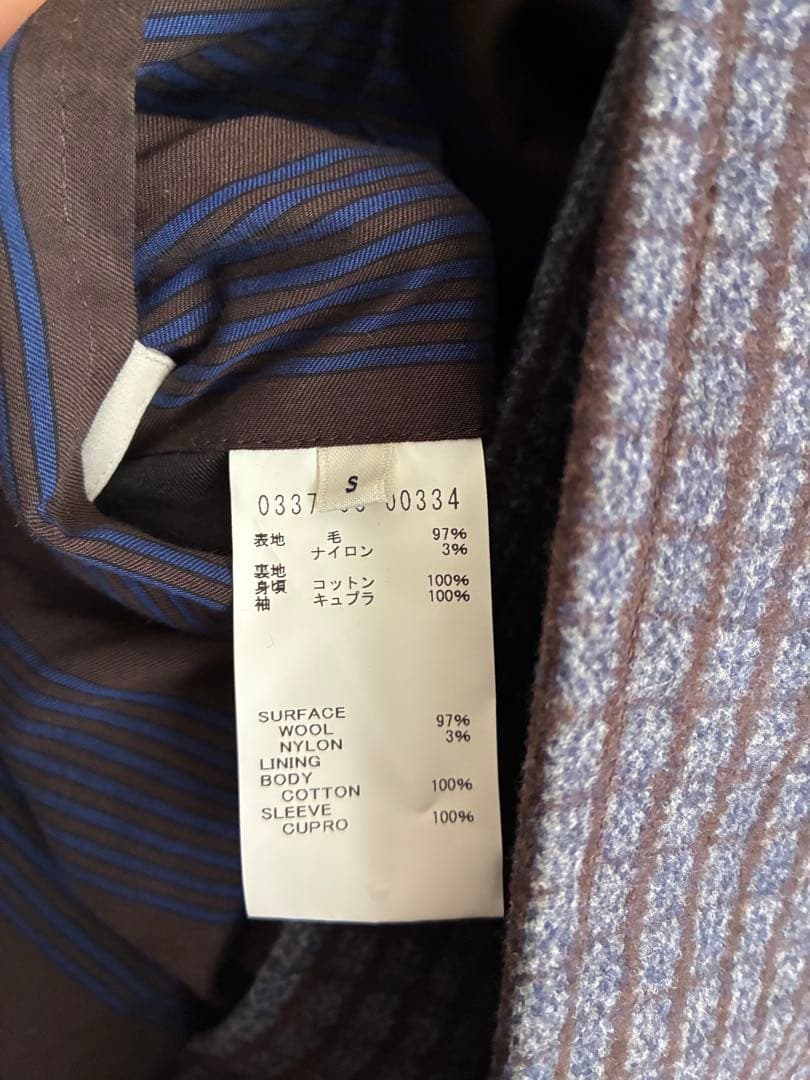 S
0337 00334
表地 毛 97%
ナイロン 3%
裏地
身頃 コットン 100%
袖 キュプラ 100%
SURFACE
WOOL 97%
NYLON 3%
LINING
BODY
COTTON 100%
SLEEVE
CUPRO 100%